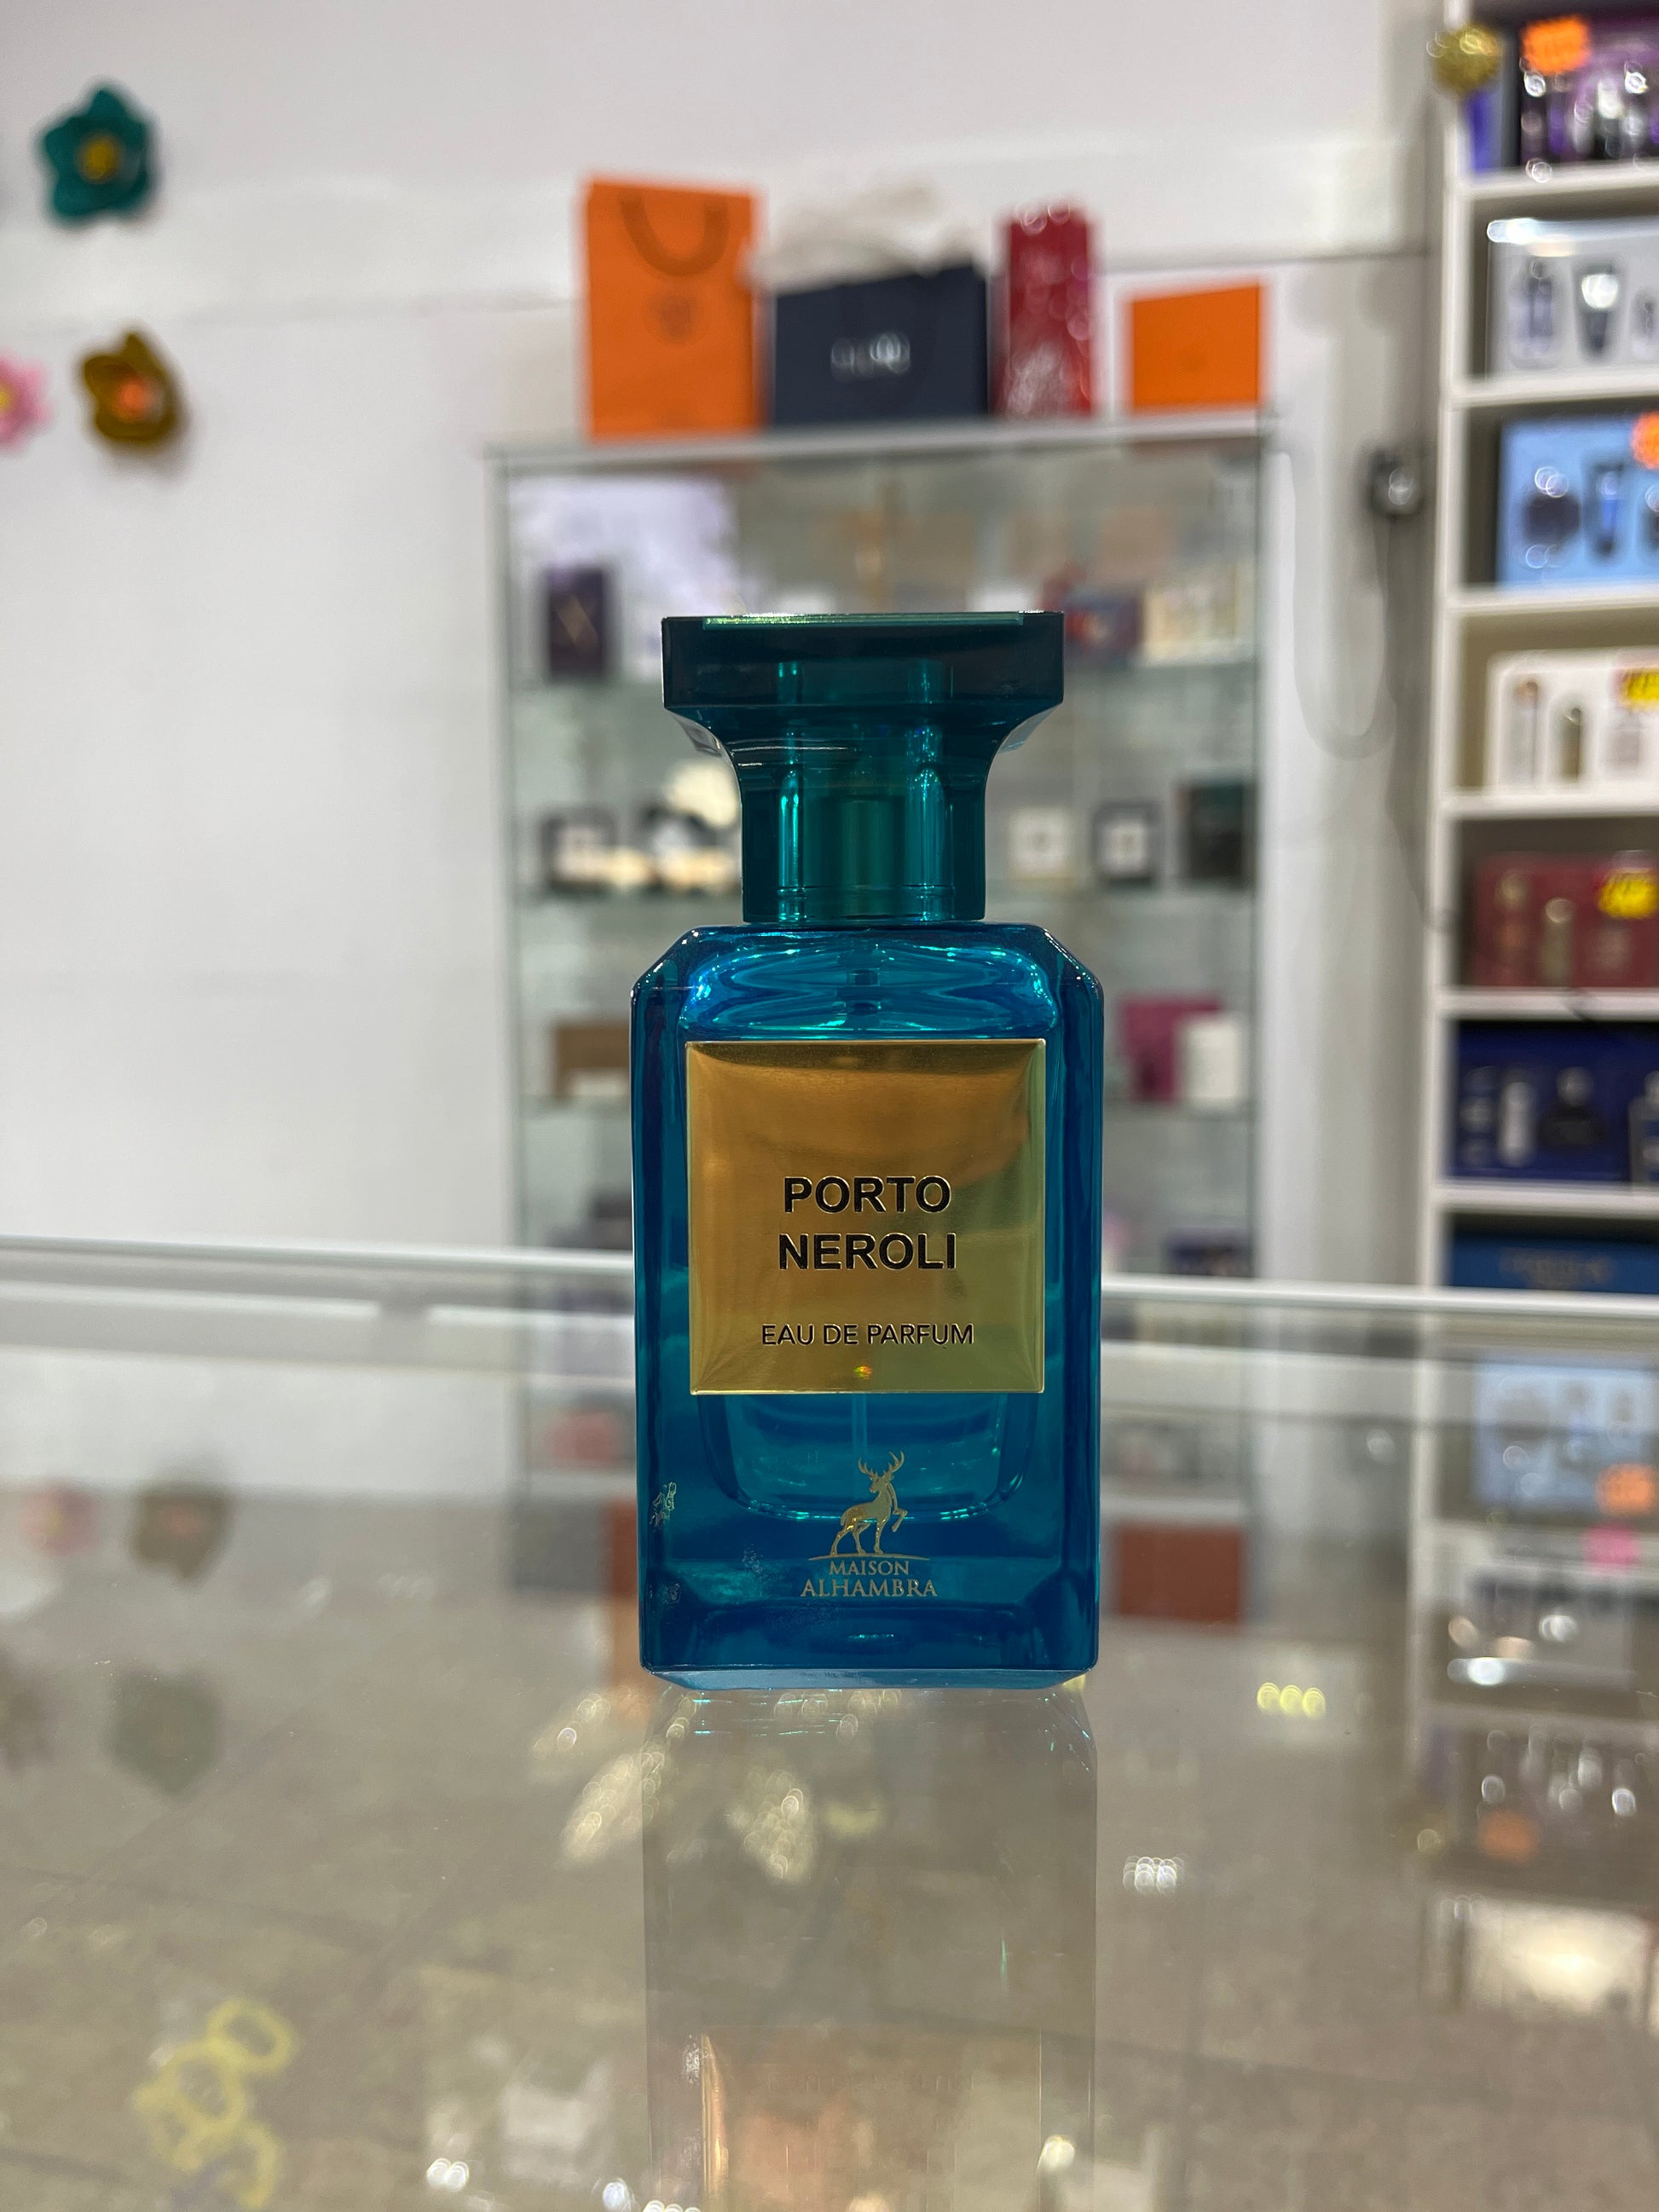 PORTO
NEROLI
EAU DE PARFUM
MAISON
ALHAMBRA